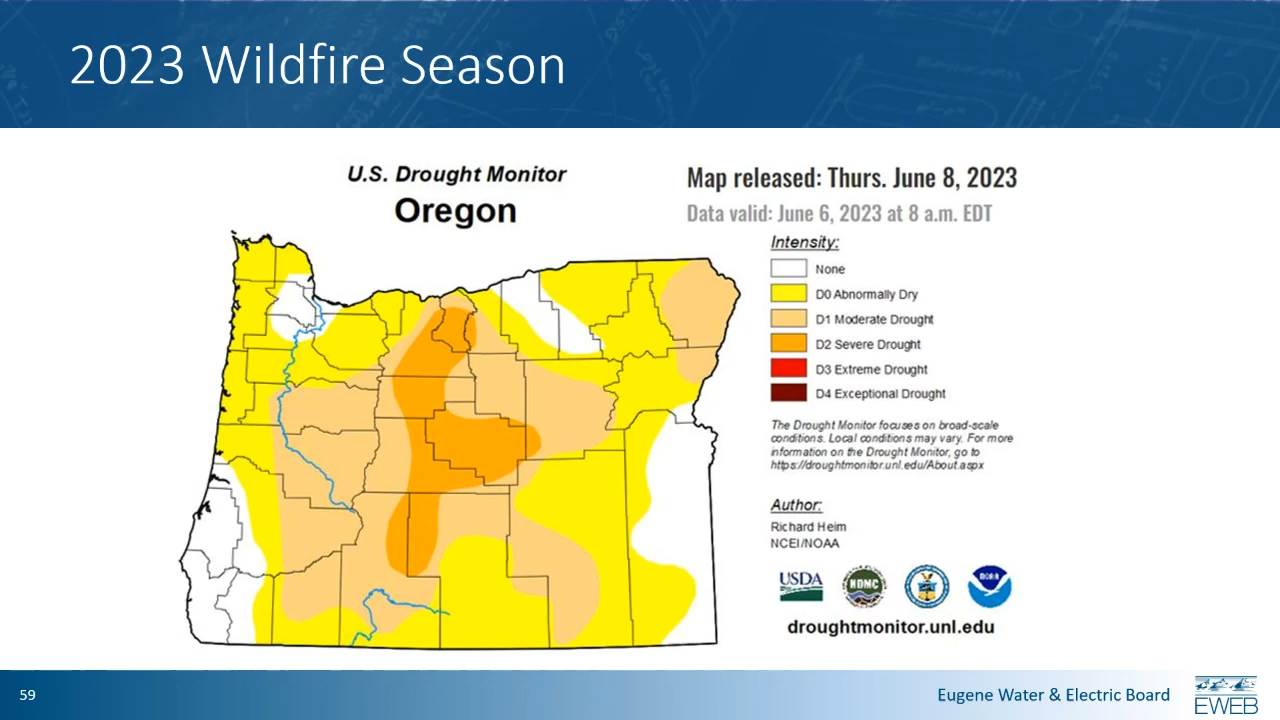 2023 Wildfire Season
U.S. Drought Monitor
Oregon
Map released: Thurs. June 8, 2023
Data valid: June 6, 2023 at 8 a.m. EDT
Intensity:
None
D0 Abnormally Dry
D1 Moderate Drought
D2 Severe Drought
D3 Extreme Drought
D4 Exceptional Drought
The Drought Monitor focuses on broad-scale
conditions. Local conditions may vary. For more
information on the Drought Monitor, go to
https://droughtmonitor.unl.edu/About.aspx
Author:
Richard Heim
NCEI/NOAA
USDA
NDMC
NOAA
droughtmonitor.unl.edu
59
Eugene Water & Electric Board
EWEB